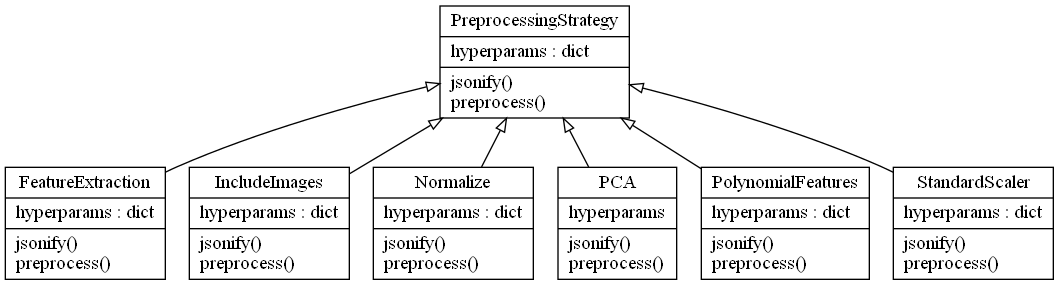 PreprocessingStrategy
hyperparams : dict
jsonify()
preprocess()
FeatureExtraction
hyperparams : dict
jsonify()
preprocess()
IncludeImages
hyperparams : dict
jsonify()
preprocess()
Normalize
hyperparams : dict
jsonify()
preprocess()
PCA
hyperparams
jsonify()
preprocess()
PolynomialFeatures
hyperparams : dict
jsonify()
preprocess()
StandardScaler
hyperparams : dict
jsonify()
preprocess()